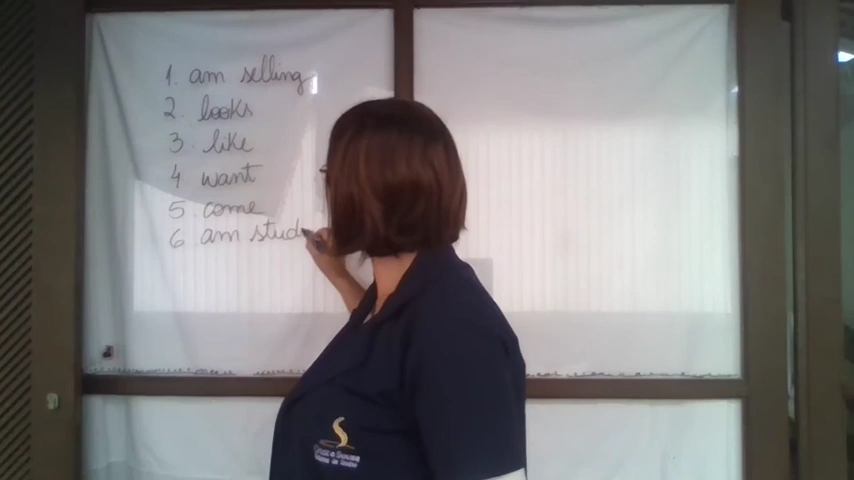 1. am selling
2. looks
3. like
4 want
5. come
6 am stud